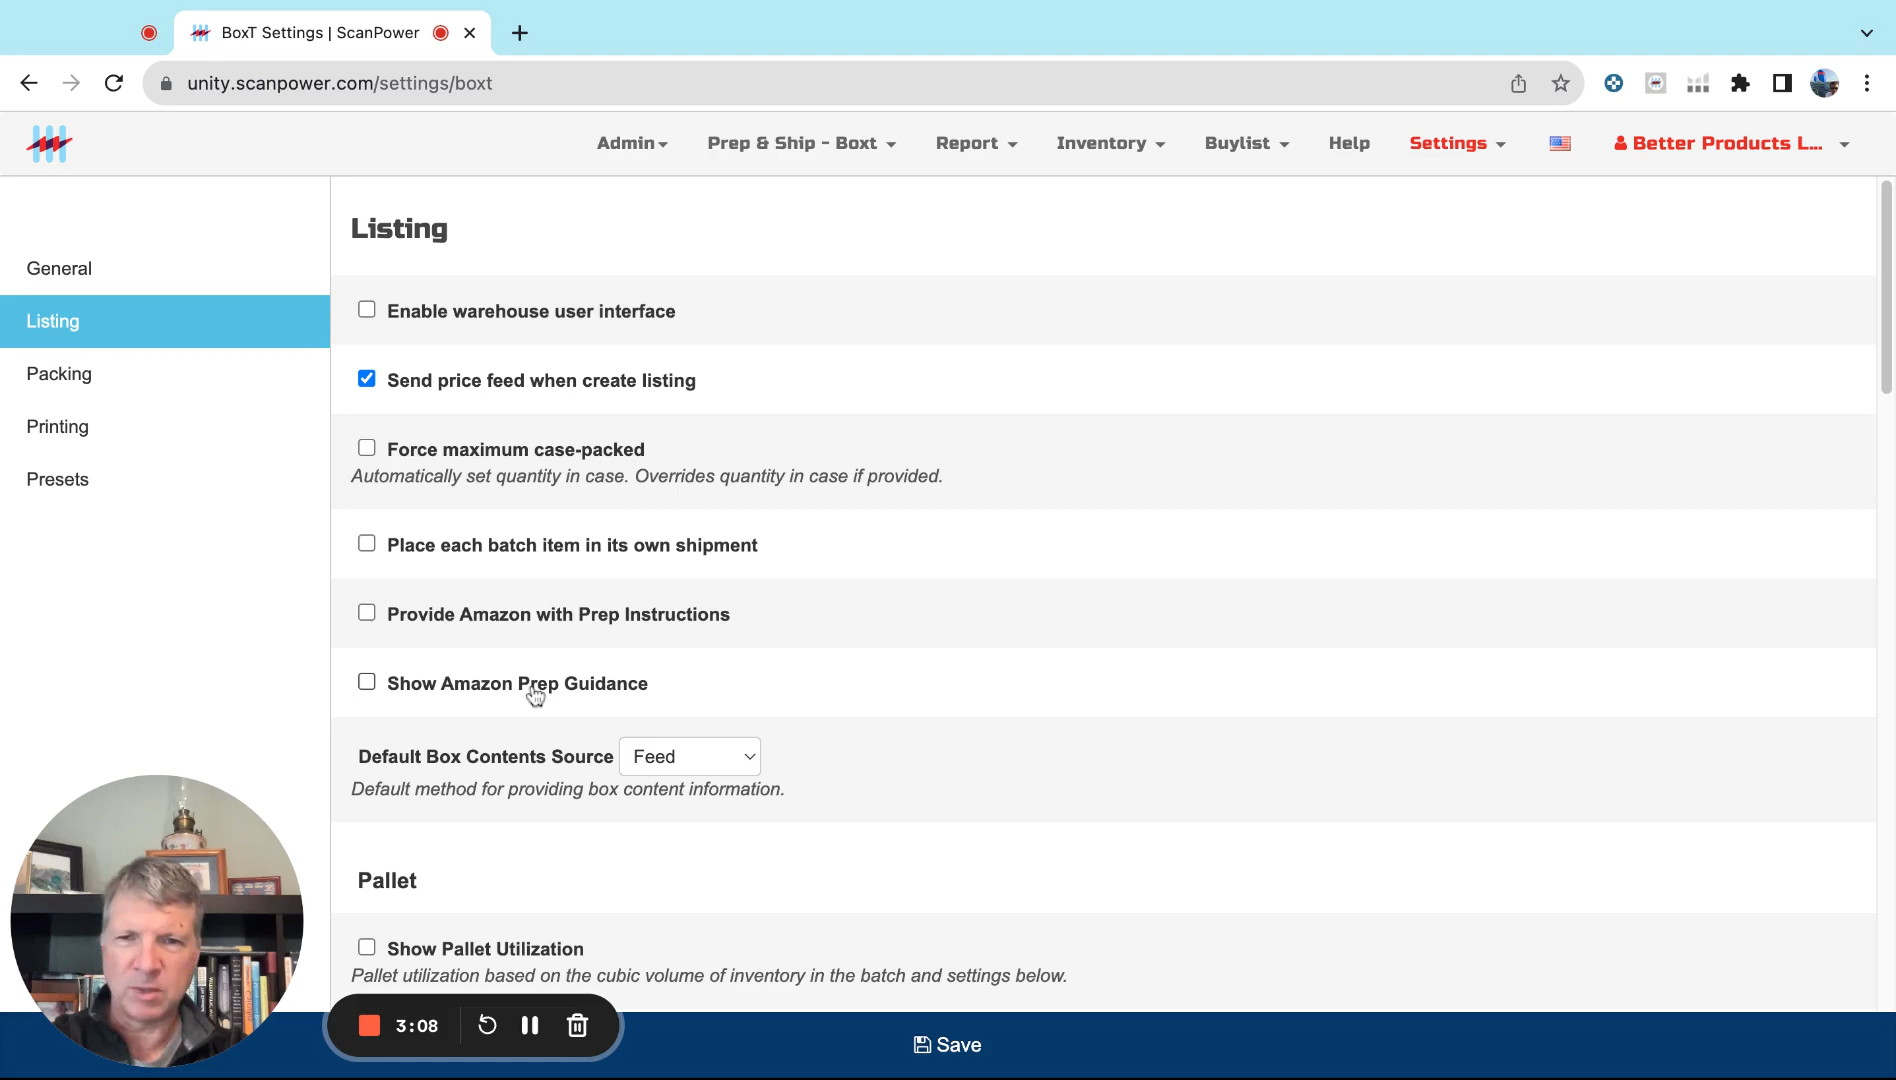 BoxT Settings | ScanPower
unity.scanpower.com/settings/boxt
Admin
Prep & Ship - Boxt
Report
Inventory
Buylist
Help
Settings
Better Products L...
General
Listing
Packing
Printing
Presets
Listing
Enable warehouse user interface
Send price feed when create listing
Force maximum case-packed
Automatically set quantity in case. Overrides quantity in case if provided.
Place each batch item in its own shipment
Provide Amazon with Prep Instructions
Show Amazon Prep Guidance
Default Box Contents Source Feed
Default method for providing box content information.
Pallet
Show Pallet Utilization
Pallet utilization based on the cubic volume of inventory in the batch and settings below.
3:08
Save